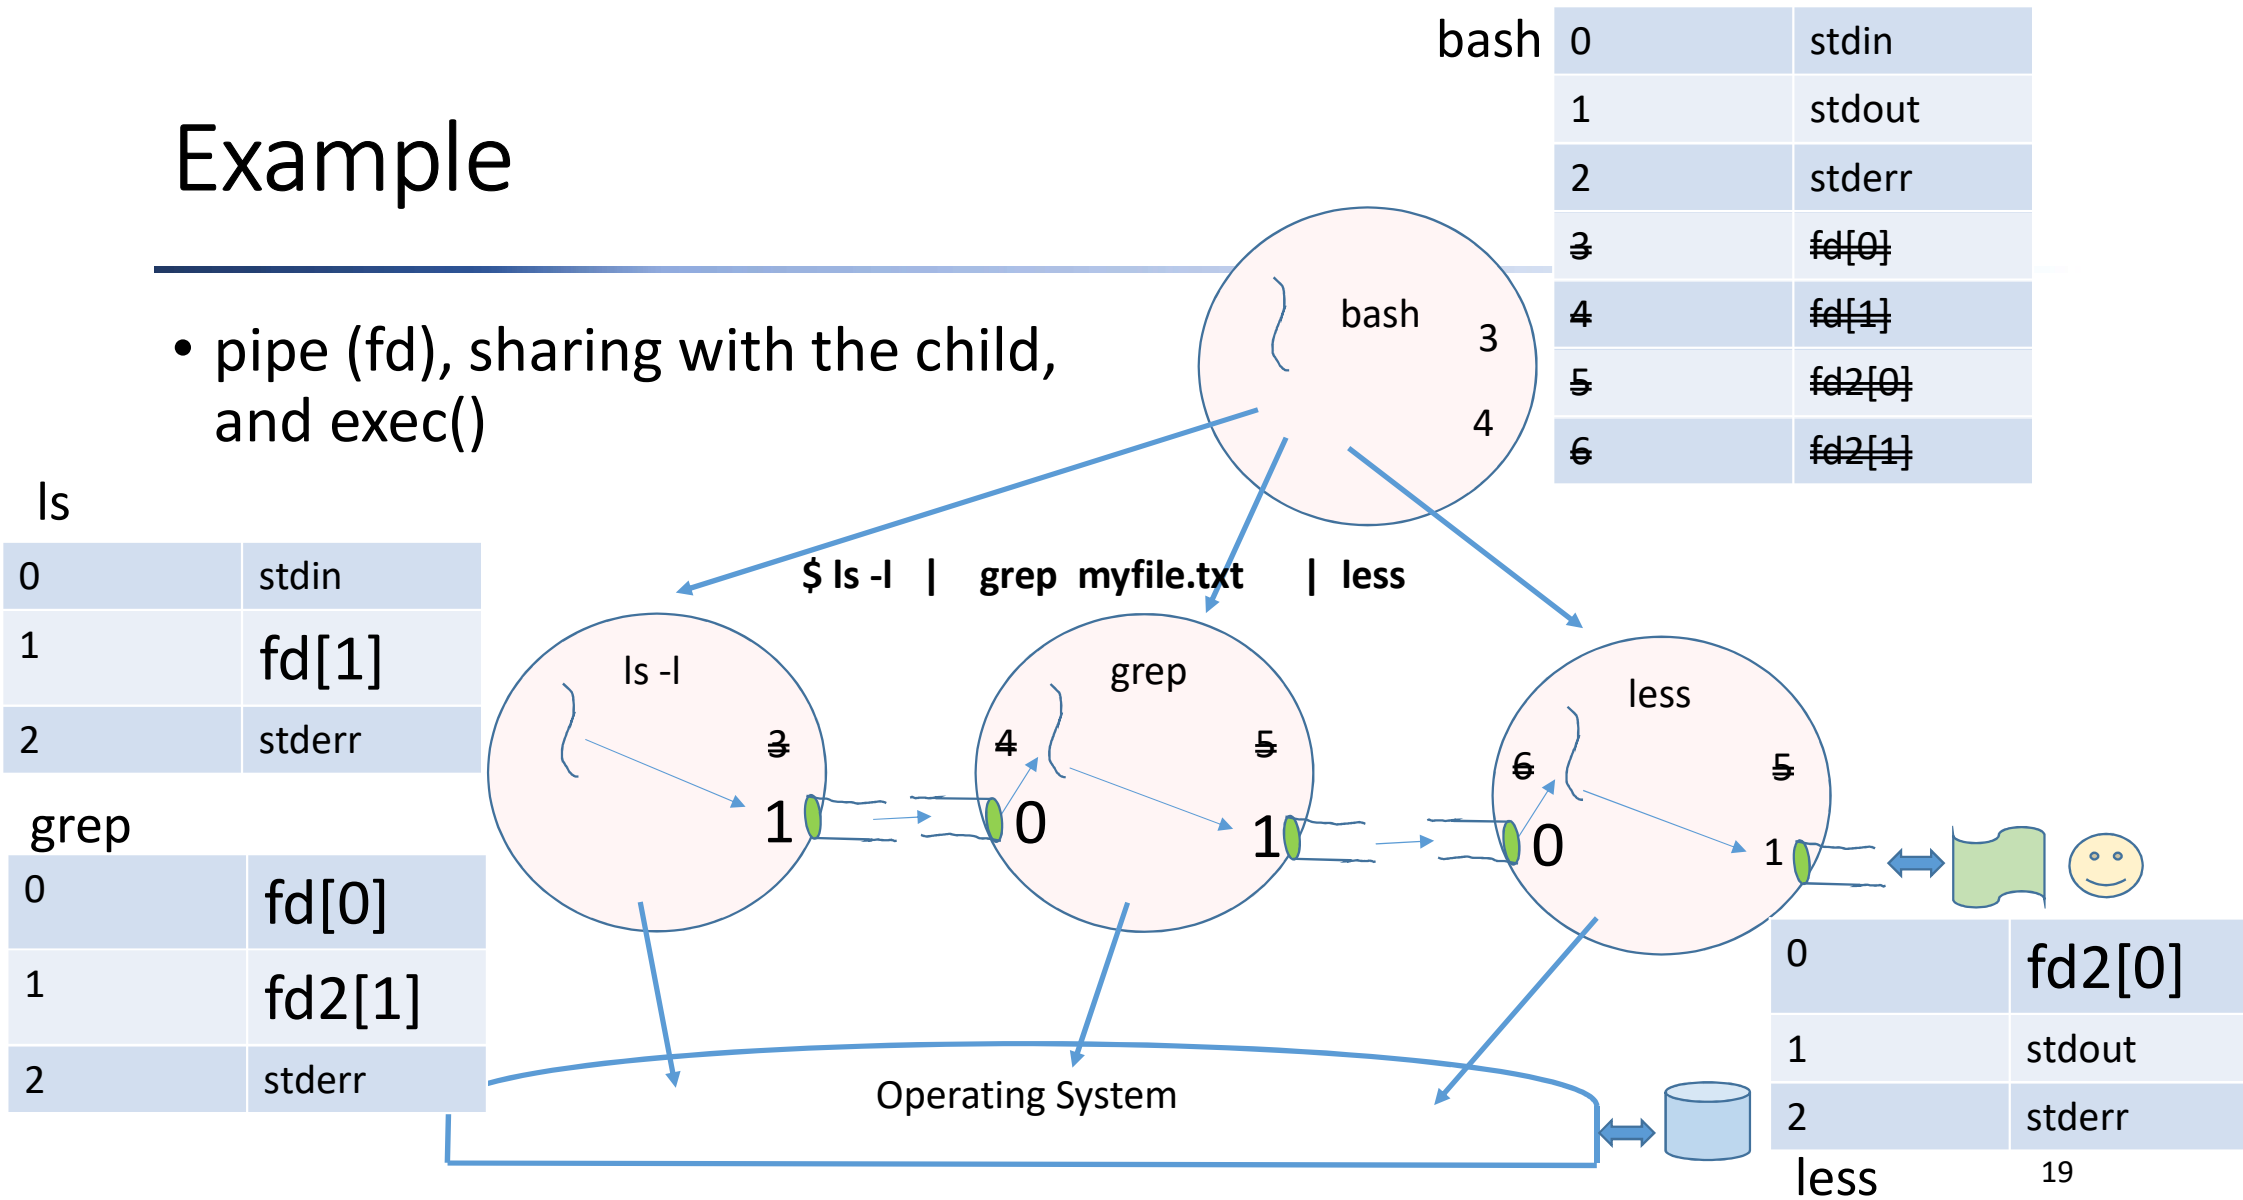 Example
• pipe (fd), sharing with the child,
and exec()
bash
0 stdin
1 stdout
2 stderr
3 fd[0]
4 fd[1]
5 fd2[0]
6 fd2[1]
bash
3
4
$ ls -l | grep myfile.txt | less
ls
0 stdin
1 fd[1]
2 stderr
grep
0 fd[0]
1 fd2[1]
2 stderr
ls -l
3
1
grep
4
5
0
1
less
6
5
0
1
Operating System
0 fd2[0]
1 stdout
2 stderr
less
19